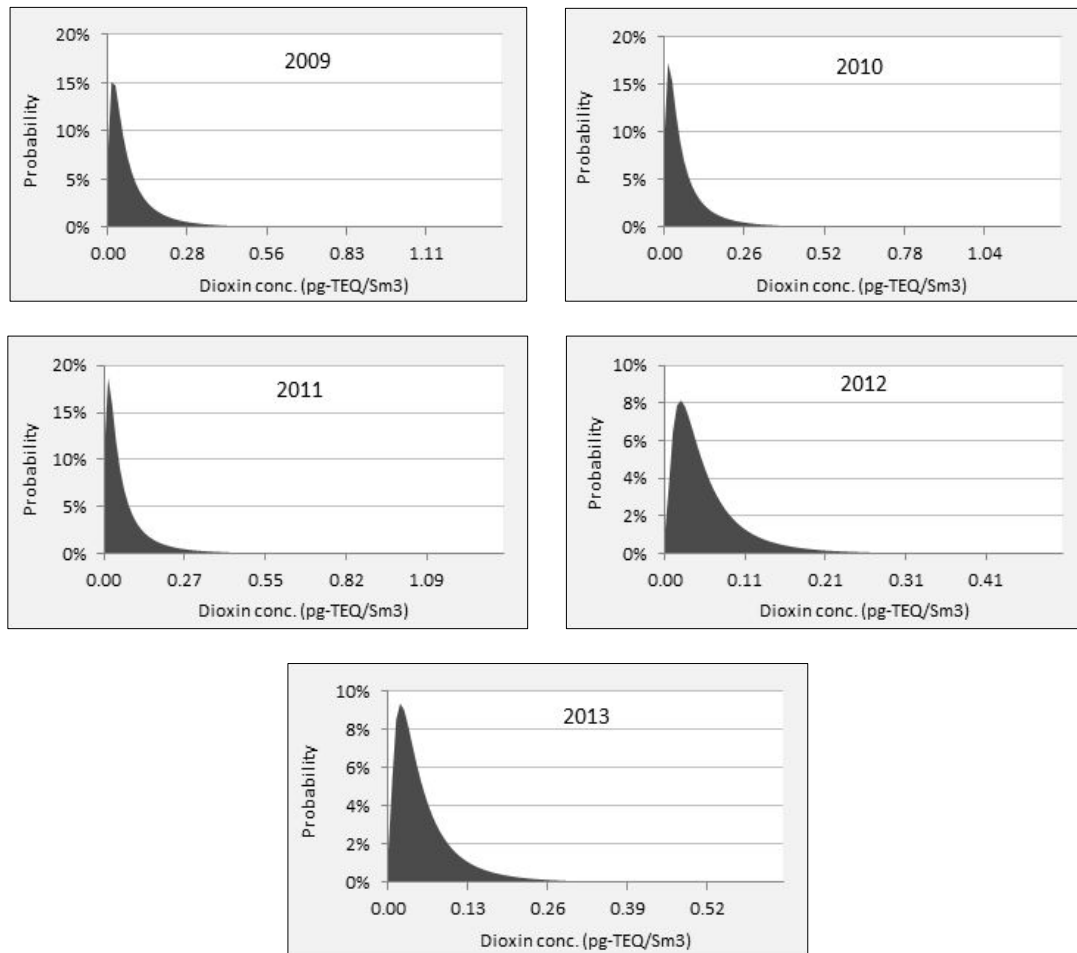 20%
2009
15%
10%
5%
0%
Probability
0.00 0.28 0.56 0.83 1.11
Dioxin conc. (pg-TEQ/Sm3)
20%
2010
15%
10%
5%
0%
Probability
0.00 0.26 0.52 0.78 1.04
Dioxin conc. (pg-TEQ/Sm3)
20%
2011
15%
10%
5%
0%
Probability
0.00 0.27 0.55 0.82 1.09
Dioxin conc. (pg-TEQ/Sm3)
10%
2012
8%
6%
4%
2%
0%
Probability
0.00 0.11 0.21 0.31 0.41
Dioxin conc. (pg-TEQ/Sm3)
10%
2013
8%
6%
4%
2%
0%
Probability
0.00 0.13 0.26 0.39 0.52
Dioxin conc. (pg-TEQ/Sm3)